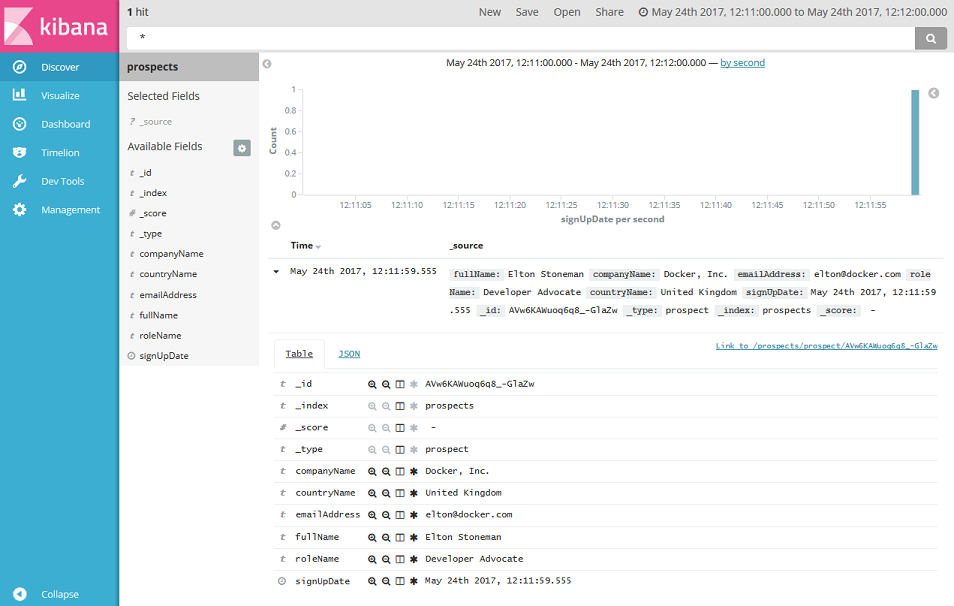 kibana
1 hit
New Save Open Share May 24th 2017, 12:11:00.000 to May 24th 2017, 12:12:00.000
*
Discover
Visualize
Dashboard
Timelion
Dev Tools
Management
Collapse
prospects
Selected Fields
? _source
Available Fields
t _id
t _index
# _score
t _type
t companyName
t countryName
t emailAddress
t fullName
t roleName
signUpDate
May 24th 2017, 12:11:00.000 - May 24th 2017, 12:12:00.000 — by second
Count
1
0.8
0.6
0.4
0.2
0
12:11:05 12:11:10 12:11:15 12:11:20 12:11:25 12:11:30 12:11:35 12:11:40 12:11:45 12:11:50 12:11:55
signUpDate per second
Time _source
May 24th 2017, 12:11:59.555 fullName: Elton Stoneman companyName: Docker, Inc. emailAddress: elton@docker.com role
Name: Developer Advocate countryName: United Kingdom signUpDate: May 24th 2017, 12:11:59
.555 _id: AVw6KAWuoq6q8_-GlaZw _type: prospect _index: prospects _score: -
Table JSON Link to /prospects/prospect/AVw6KAWuoq6q8_-GlaZw
t _id AVw6KAWuoq6q8_-GlaZw
t _index prospects
# _score -
t _type prospect
t companyName Docker, Inc.
t countryName United Kingdom
t emailAddress elton@docker.com
t fullName Elton Stoneman
t roleName Developer Advocate
signUpDate May 24th 2017, 12:11:59.555